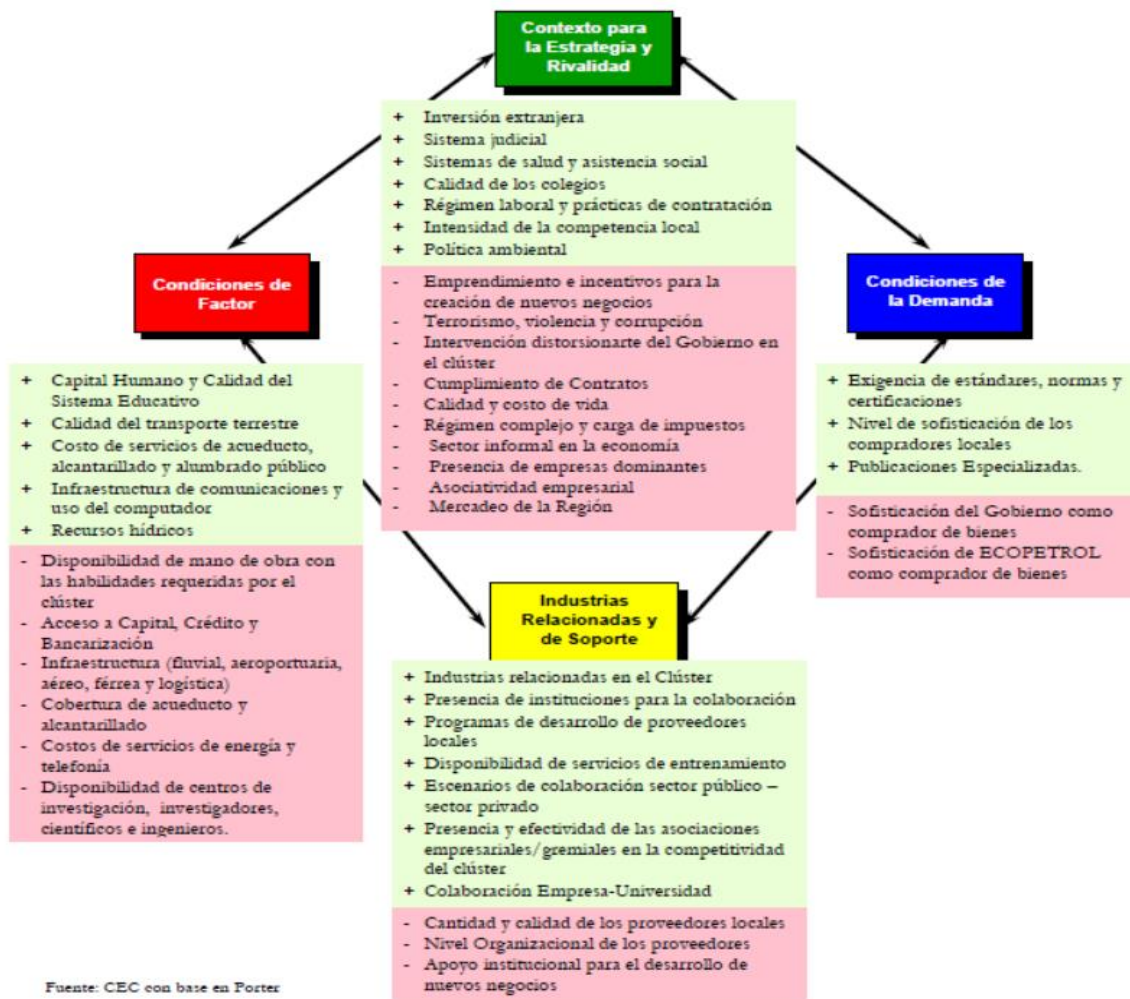 Contexto para
la Estrategia y
Rivalidad
+ Inversión extranjera
+ Sistema judicial
+ Sistemas de salud y asistencia social
+ Calidad de los colegios
+ Régimen laboral y prácticas de contratación
+ Intensidad de la competencia local
+ Política ambiental
- Emprendimiento e incentivos para la
creación de nuevos negocios
- Terrorismo, violencia y corrupción
- Intervención distorsionarte del Gobierno en
el clúster
- Cumplimiento de Contratos
- Calidad y costo de vida
- Régimen complejo y carga de impuestos
- Sector informal en la economía
- Presencia de empresas dominantes
- Asociatividad empresarial
- Mercadeo de la Región
Condiciones de
Factor
+ Capital Humano y Calidad del
Sistema Educativo
+ Calidad del transporte terrestre
+ Costo de servicios de acueducto,
alcantarillado y alumbrado público
+ Infraestructura de comunicaciones y
uso del computador
+ Recursos hídricos
- Disponibilidad de mano de obra con
las habilidades requeridas por el
clúster
- Acceso a Capital, Crédito y
Bancarización
- Infraestructura (fluvial, aeroportuaria,
aéreo, férrea y logística)
- Cobertura de acueducto y
alcantarillado
- Costos de servicios de energía y
telefonía
- Disponibilidad de centros de
investigación, investigadores,
científicos e ingenieros.
Condiciones de
la Demanda
+ Exigencia de estándares, normas y
certificaciones
+ Nivel de sofisticación de los
compradores locales
+ Publicaciones Especializadas.
- Sofisticación del Gobierno como
comprador de bienes
- Sofisticación de ECOPETROL
como comprador de bienes
Industrias
Relacionadas y
de Soporte
+ Industrias relacionadas en el Clúster
+ Presencia de instituciones para la colaboración
+ Programas de desarrollo de proveedores
locales
+ Disponibilidad de servicios de entrenamiento
+ Escenarios de colaboración sector público –
sector privado
+ Presencia y efectividad de las asociaciones
empresariales/gremiales en la competitividad
del clúster
+ Colaboración Empresa-Universidad
- Cantidad y calidad de los proveedores locales
- Nivel Organizacional de los proveedores
- Apoyo institucional para el desarrollo de
nuevos negocios
Fuente: CEC con base en Porter